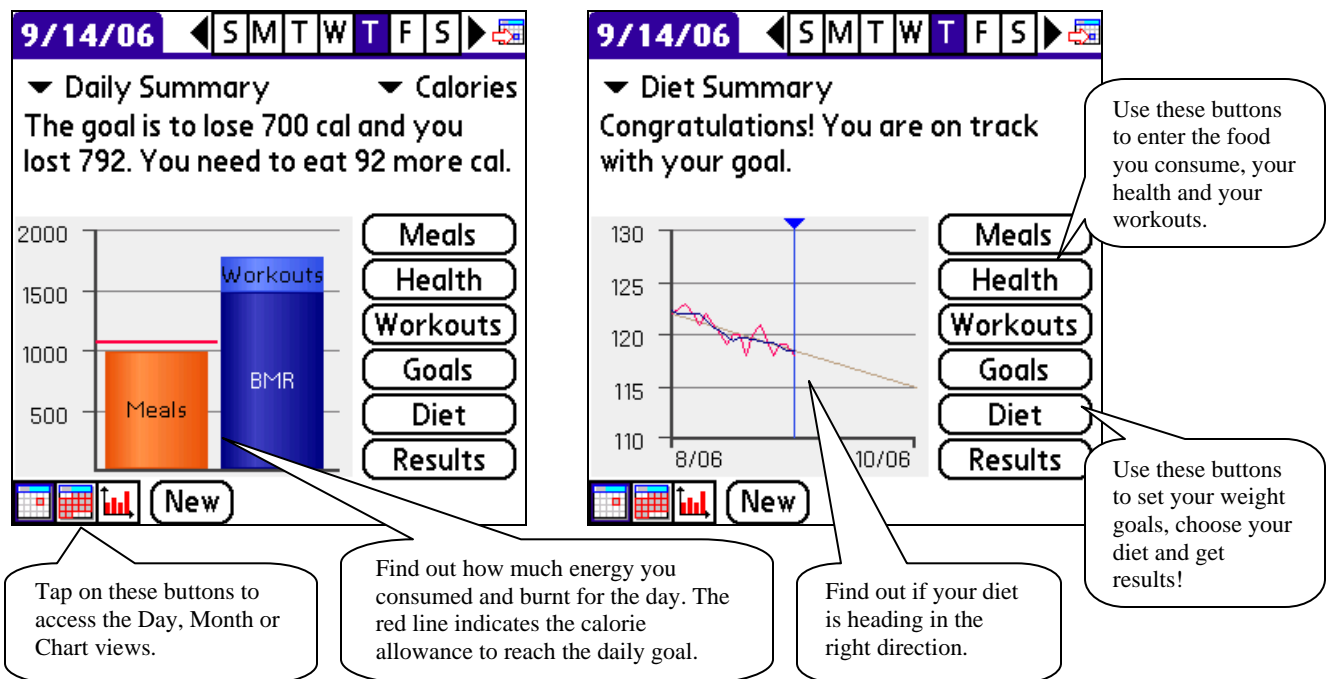 9/14/06 S M T W T F S
Daily Summary Calories
The goal is to lose 700 cal and you
lost 792. You need to eat 92 more cal.
2000
1500
1000
500
Workouts
BMR
Meals
Meals
Health
Workouts
Goals
Diet
Results
New
9/14/06 S M T W T F S
Diet Summary
Congratulations! You are on track
with your goal.
130
125
120
115
110
8/06 10/06
Meals
Health
Workouts
Goals
Diet
Results
New
Use these buttons
to enter the food
you consume, your
health and your
workouts.
Use these buttons
to set your weight
goals, choose your
diet and get
results!
Tap on these buttons to
access the Day, Month or
Chart views.
Find out how much energy you
consumed and burnt for the day. The
red line indicates the calorie
allowance to reach the daily goal.
Find out if your diet
is heading in the
right direction.